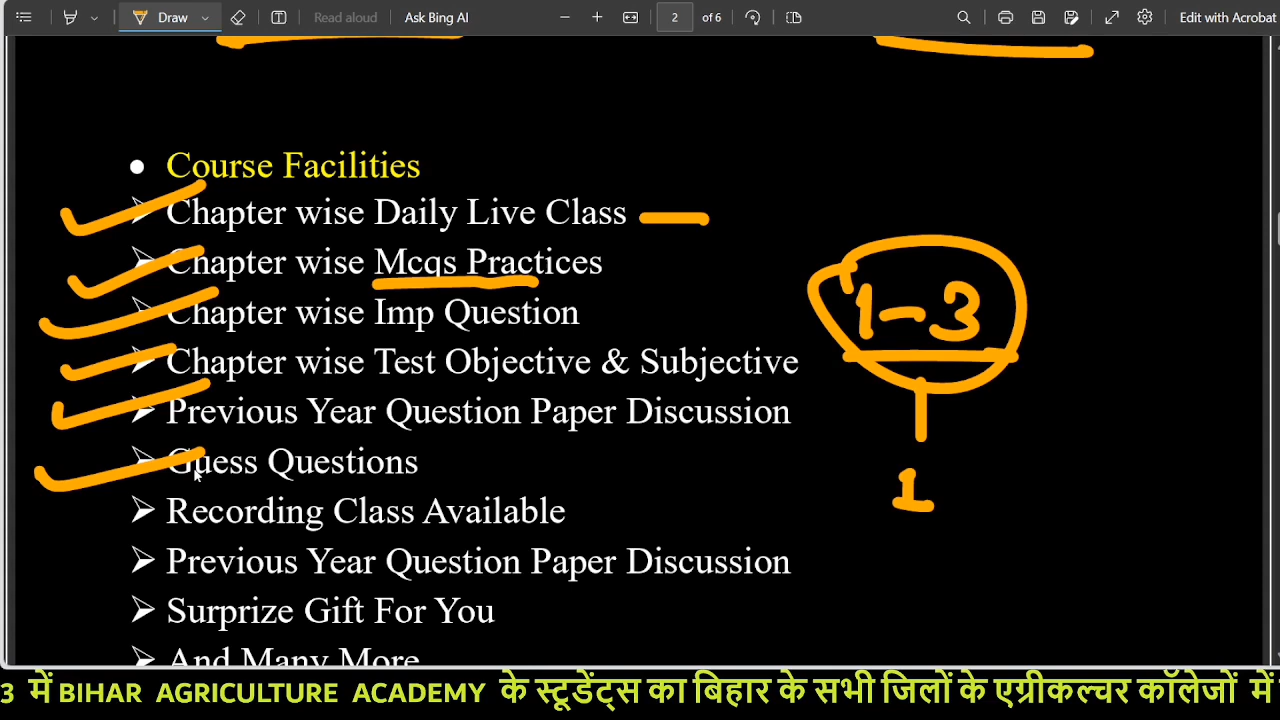 Draw
Read aloud
Ask Bing AI
2 of 6
Edit with Acrobat
Course Facilities
Chapter wise Daily Live Class
Chapter wise Mcqs Practices
Chapter wise Imp Question
1-3
Chapter wise Test Objective & Subjective
Previous Year Question Paper Discussion
Guess Questions
1
Recording Class Available
Previous Year Question Paper Discussion
Surprize Gift For You
And Many More
3 में BIHAR AGRICULTURE ACADEMY के स्टूडेंट्स का बिहार के सभी जिलों के एग्रीकल्चर कॉलेजों में